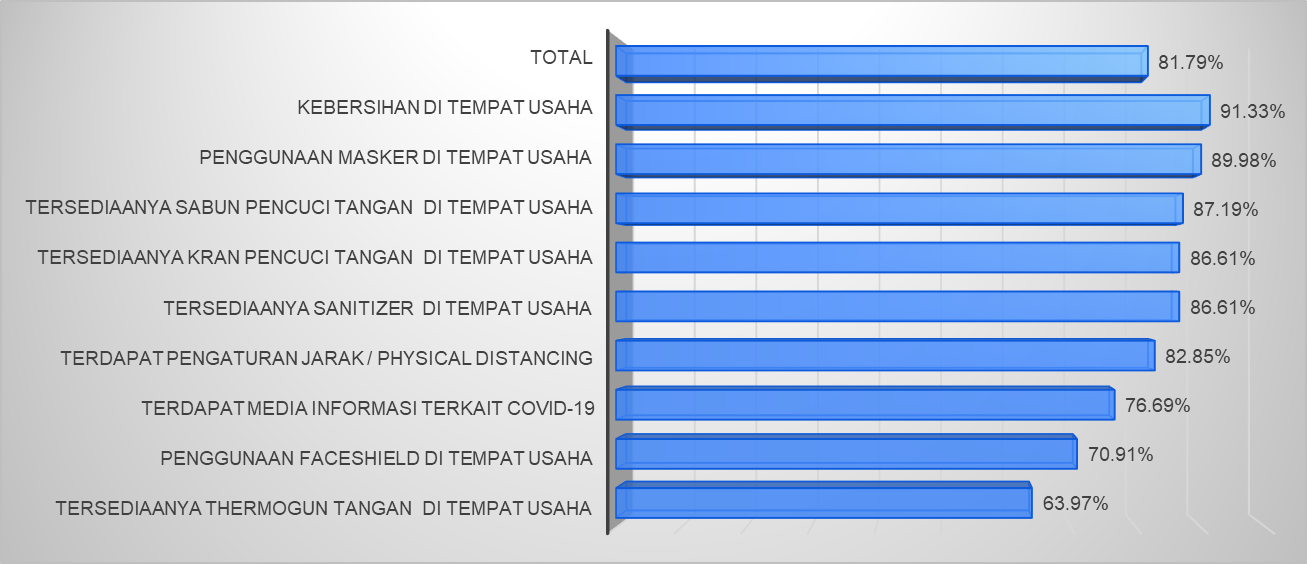 TOTAL 81.79%
KEBERSIHAN DI TEMPAT USAHA 91.33%
PENGGUNAAN MASKER DI TEMPAT USAHA 89.98%
TERSEDIAANYA SABUN PENCUCI TANGAN DI TEMPAT USAHA 87.19%
TERSEDIAANYA KRAN PENCUCI TANGAN DI TEMPAT USAHA 86.61%
TERSEDIAANYA SANITIZER DI TEMPAT USAHA 86.61%
TERDAPAT PENGATURAN JARAK / PHYSICAL DISTANCING 82.85%
TERDAPAT MEDIA INFORMASI TERKAIT COVID-19 76.69%
PENGGUNAAN FACESHIELD DI TEMPAT USAHA 70.91%
TERSEDIAANYA THERMOGUN TANGAN DI TEMPAT USAHA 63.97%